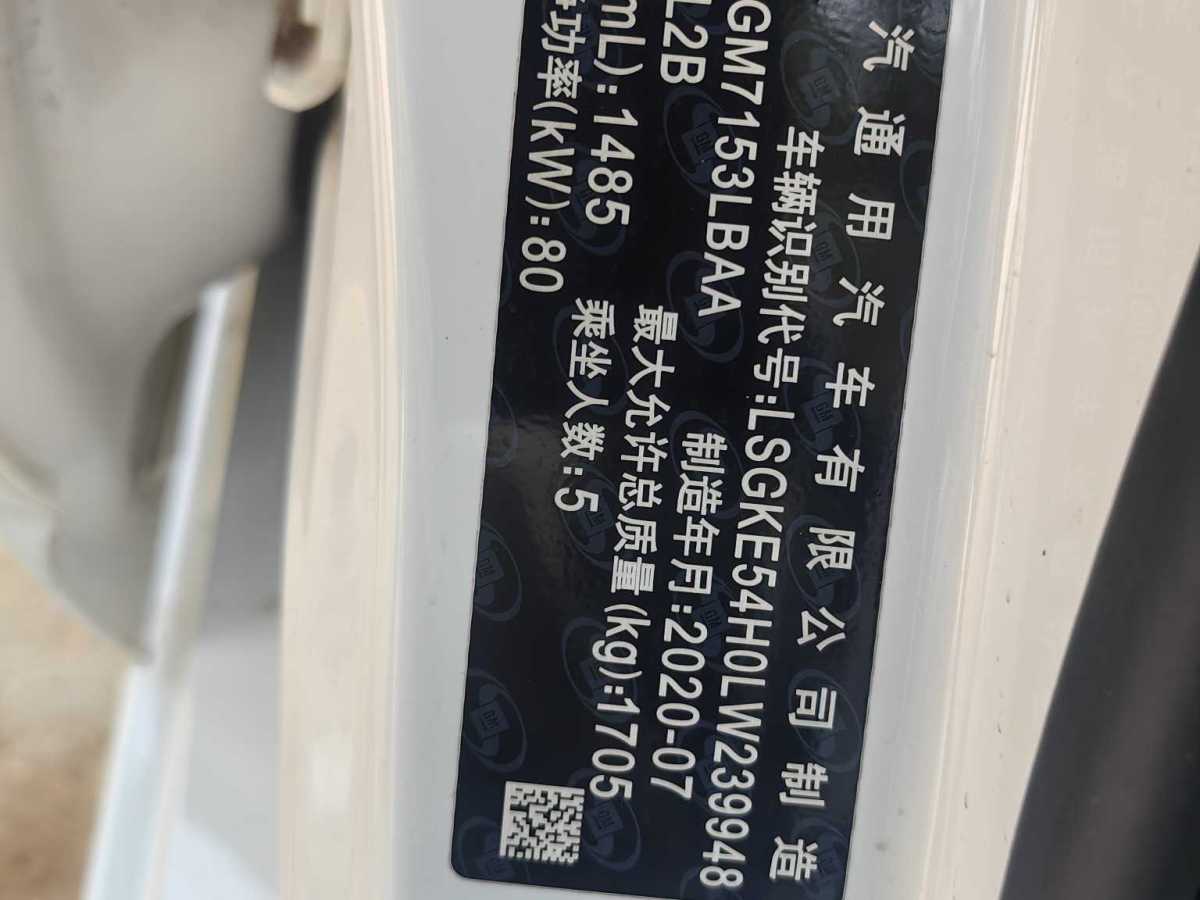 汽通用汽车有限公司制造
车辆识别代号:LSGKE54H0LW239948
GM7153LBAA 制造年月:2020-07
L2B 最大允许总质量(kg):1705
mL):1485 乘坐人数:5
功率(kW):80